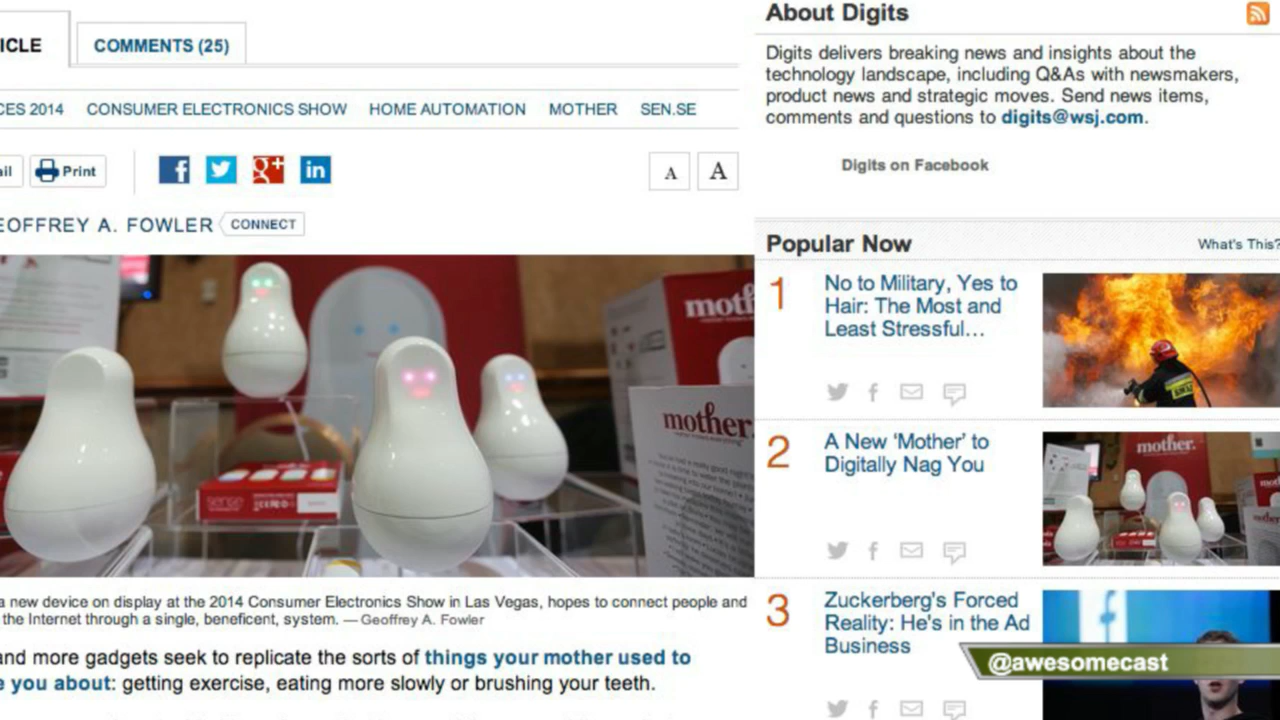 ICLE
COMMENTS (25)
CES 2014 CONSUMER ELECTRONICS SHOW HOME AUTOMATION MOTHER SEN.SE
ail Print
f g+ in
A A
EOFFREY A. FOWLER CONNECT
moth
mother.
sense
a new device on display at the 2014 Consumer Electronics Show in Las Vegas, hopes to connect people and
the Internet through a single, beneficent, system. — Geoffrey A. Fowler
and more gadgets seek to replicate the sorts of things your mother used to
e you about: getting exercise, eating more slowly or brushing your teeth.
About Digits
Digits delivers breaking news and insights about the
technology landscape, including Q&As with newsmakers,
product news and strategic moves. Send news items,
comments and questions to digits@wsj.com.
Digits on Facebook
Popular Now What's This?
1 No to Military, Yes to
Hair: The Most and
Least Stressful...
2 A New ‘Mother’ to
Digitally Nag You
mother.
3 Zuckerberg's Forced
Reality: He's in the Ad
Business
@awesomecast